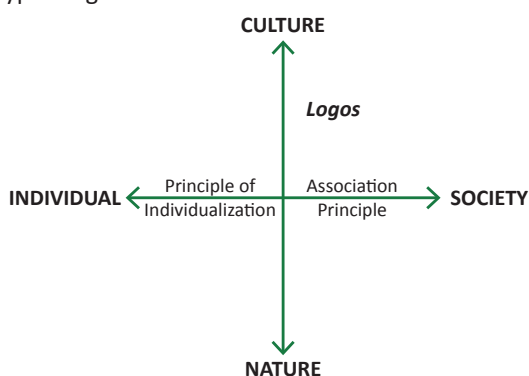 CULTURE
Logos
Principle of
Individualization
Association
Principle
INDIVIDUAL
SOCIETY
NATURE